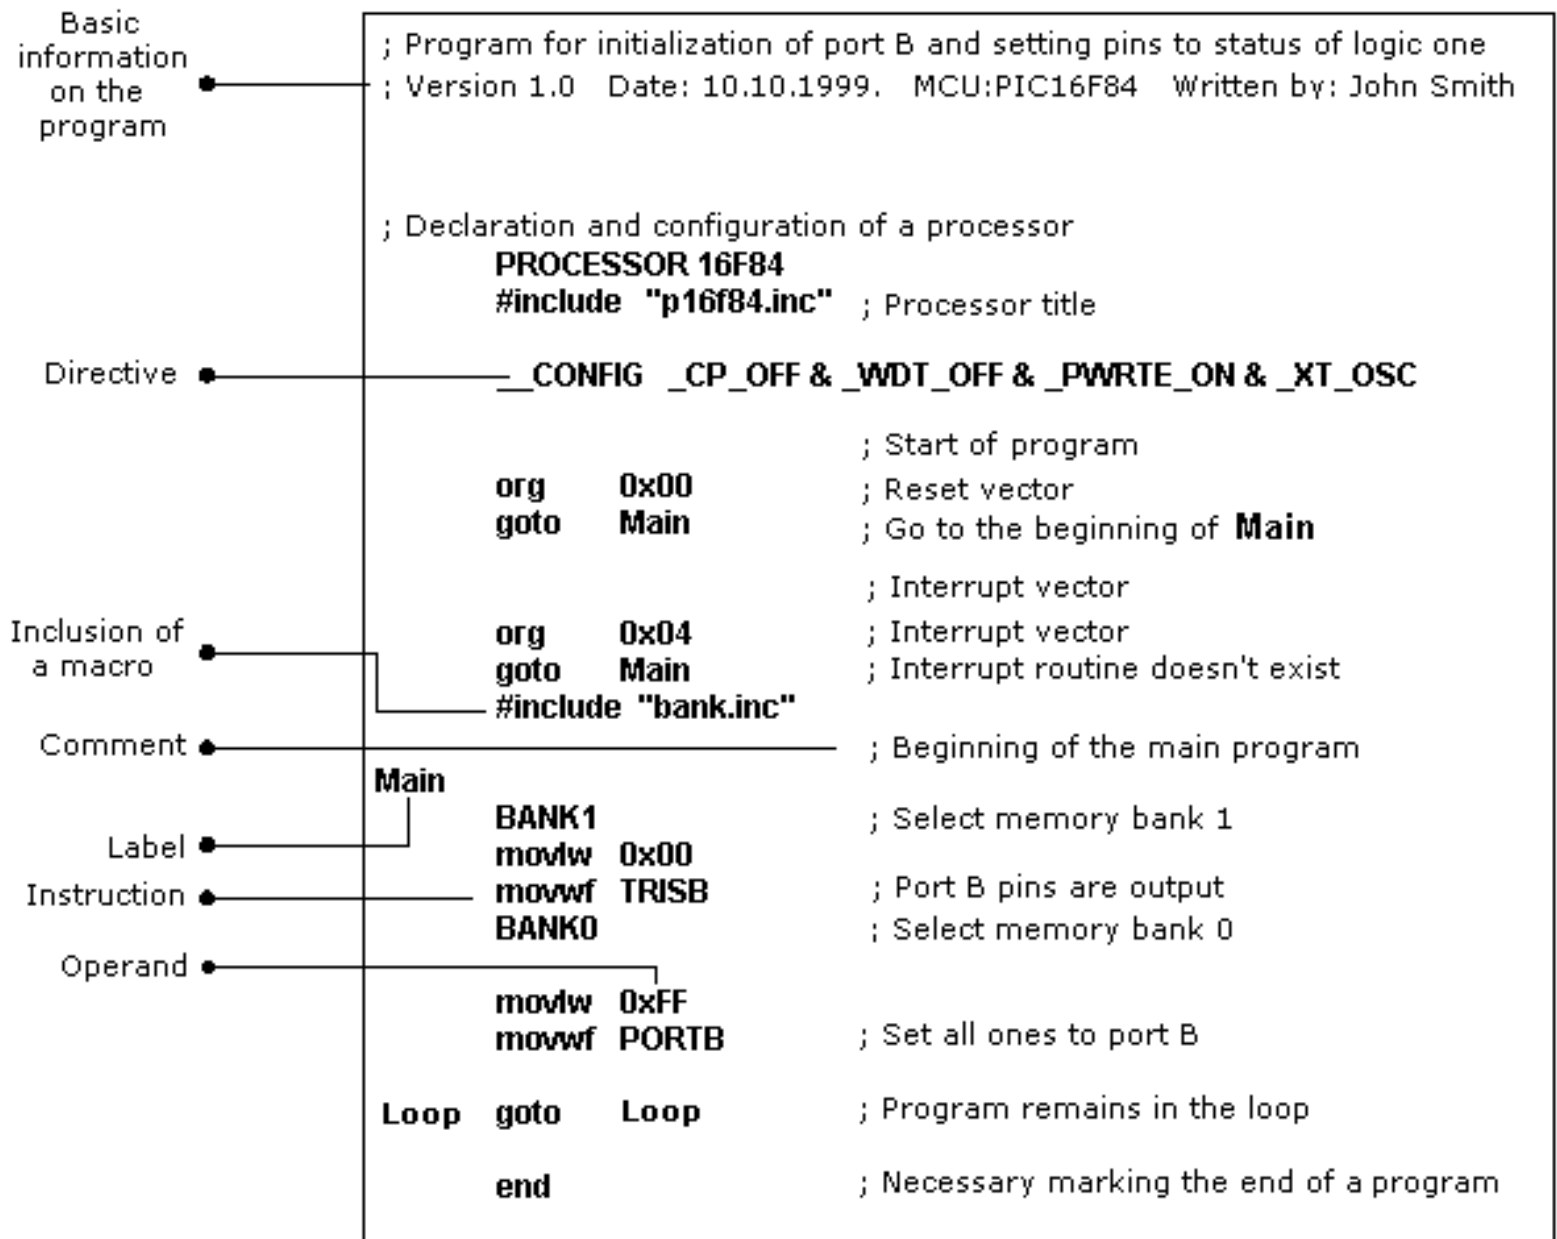 Basic
information
on the
program
; Program for initialization of port B and setting pins to status of logic one
; Version 1.0 Date: 10.10.1999. MCU:PIC16F84 Written by: John Smith
; Declaration and configuration of a processor
PROCESSOR 16F84
#include "p16f84.inc" ; Processor title
Directive
__CONFIG _CP_OFF & _WDT_OFF & _PWRTE_ON & _XT_OSC
; Start of program
org 0x00 ; Reset vector
goto Main ; Go to the beginning of Main
; Interrupt vector
Inclusion of
a macro
org 0x04 ; Interrupt vector
goto Main ; Interrupt routine doesn't exist
#include "bank.inc"
Comment
; Beginning of the main program
Main
BANK1 ; Select memory bank 1
Label
movlw 0x00
Instruction
movwf TRISB ; Port B pins are output
BANK0 ; Select memory bank 0
Operand
movlw 0xFF
movwf PORTB ; Set all ones to port B
Loop goto Loop ; Program remains in the loop
end ; Necessary marking the end of a program